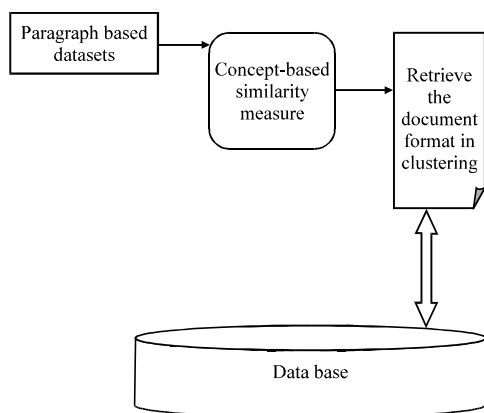 Paragraph based
datasets
Concept-based
similarity
measure
Retrieve
the
document
format in
clustering
Data base